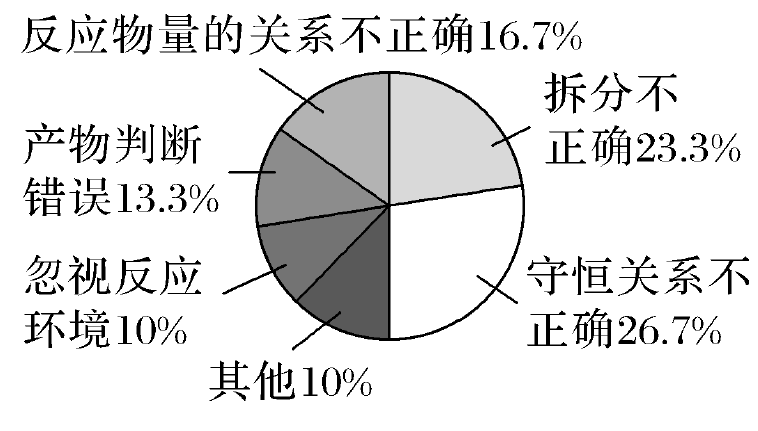 反应物量的关系不正确16.7%
拆分不
正确23.3%
产物判断
错误13.3%
忽视反应
环境10%
守恒关系不
正确26.7%
其他10%